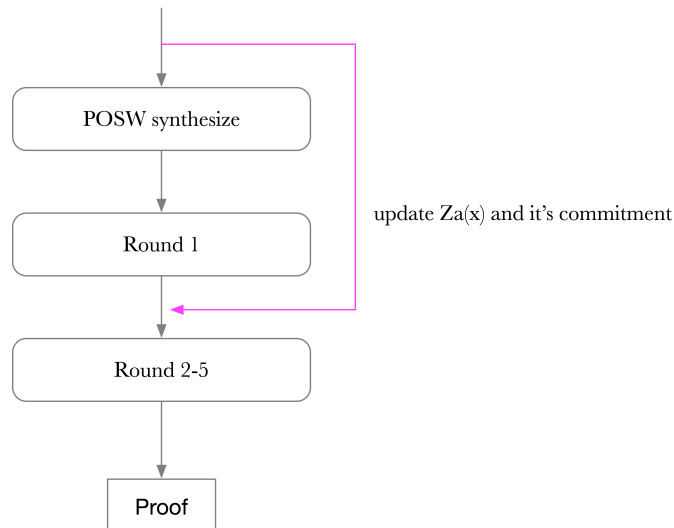 POSW synthesize
update Za(x) and it’s commitment
Round 1
Round 2-5
Proof